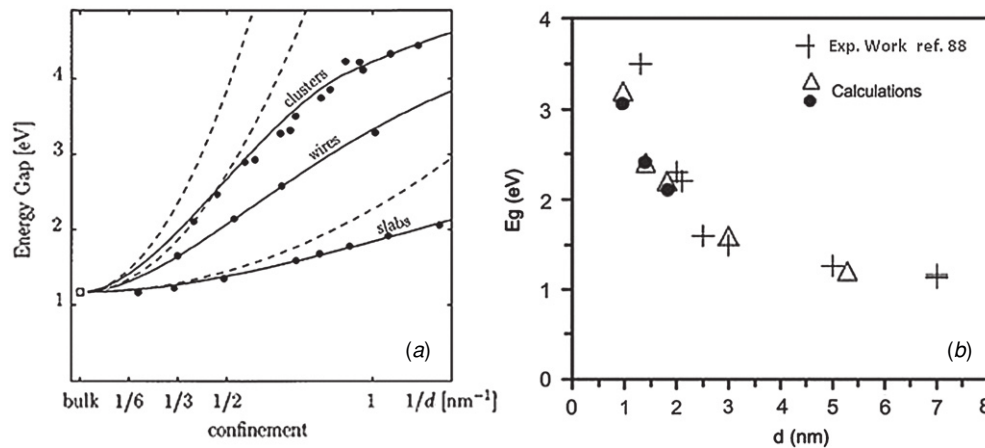 Energy Gap [eV]
4
3
2
1
clusters
wires
slabs
(a)
bulk 1/6 1/3 1/2 1 1/d [nm⁻¹]
confinement
Eg (eV)
4
3
2
1
0
Exp. Work ref. 88
Calculations
(b)
0 1 2 3 4 5 6 7 8
d (nm)